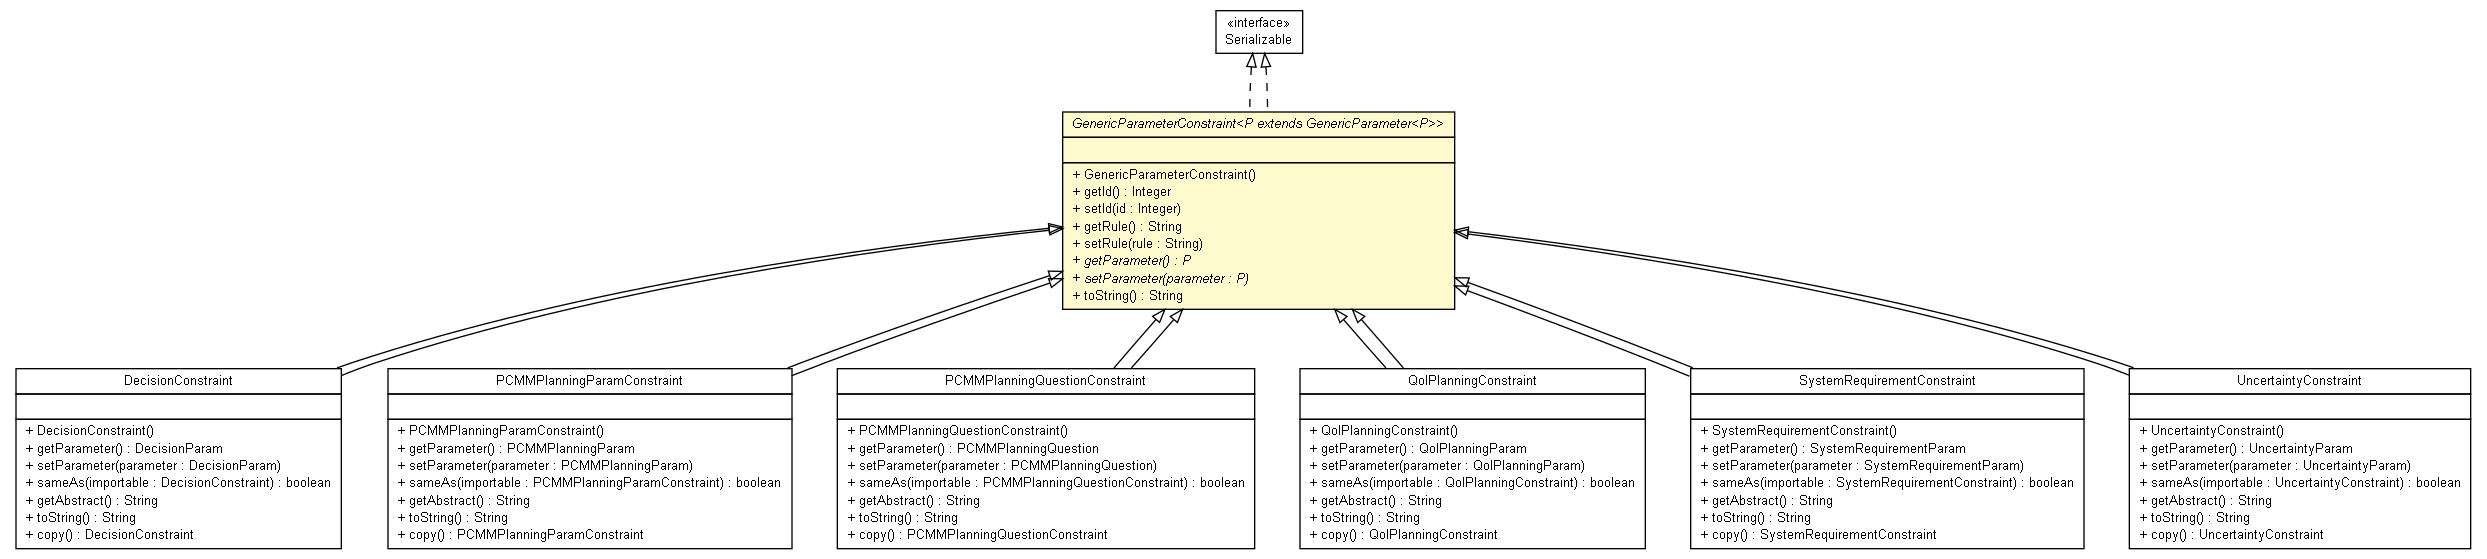 «interface»
Serializable
GenericParameterConstraint<P extends GenericParameter<P>>
+ GenericParameterConstraint()
+ getId() : Integer
+ setId(id : Integer)
+ getRule() : String
+ setRule(rule : String)
+ getParameter() : P
+ setParameter(parameter : P)
+ toString() : String
DecisionConstraint
+ DecisionConstraint()
+ getParameter() : DecisionParam
+ setParameter(parameter : DecisionParam)
+ sameAs(importable : DecisionConstraint) : boolean
+ getAbstract() : String
+ toString() : String
+ copy() : DecisionConstraint
PCMMPlanningParamConstraint
+ PCMMPlanningParamConstraint()
+ getParameter() : PCMMPlanningParam
+ setParameter(parameter : PCMMPlanningParam)
+ sameAs(importable : PCMMPlanningParamConstraint) : boolean
+ getAbstract() : String
+ toString() : String
+ copy() : PCMMPlanningParamConstraint
PCMMPlanningQuestionConstraint
+ PCMMPlanningQuestionConstraint()
+ getParameter() : PCMMPlanningQuestion
+ setParameter(parameter : PCMMPlanningQuestion)
+ sameAs(importable : PCMMPlanningQuestionConstraint) : boolean
+ getAbstract() : String
+ toString() : String
+ copy() : PCMMPlanningQuestionConstraint
QoIPlanningConstraint
+ QoIPlanningConstraint()
+ getParameter() : QoIPlanningParam
+ setParameter(parameter : QoIPlanningParam)
+ sameAs(importable : QoIPlanningConstraint) : boolean
+ getAbstract() : String
+ toString() : String
+ copy() : QoIPlanningConstraint
SystemRequirementConstraint
+ SystemRequirementConstraint()
+ getParameter() : SystemRequirementParam
+ setParameter(parameter : SystemRequirementParam)
+ sameAs(importable : SystemRequirementConstraint) : boolean
+ getAbstract() : String
+ toString() : String
+ copy() : SystemRequirementConstraint
UncertaintyConstraint
+ UncertaintyConstraint()
+ getParameter() : UncertaintyParam
+ setParameter(parameter : UncertaintyParam)
+ sameAs(importable : UncertaintyConstraint) : boolean
+ getAbstract() : String
+ toString() : String
+ copy() : UncertaintyConstraint